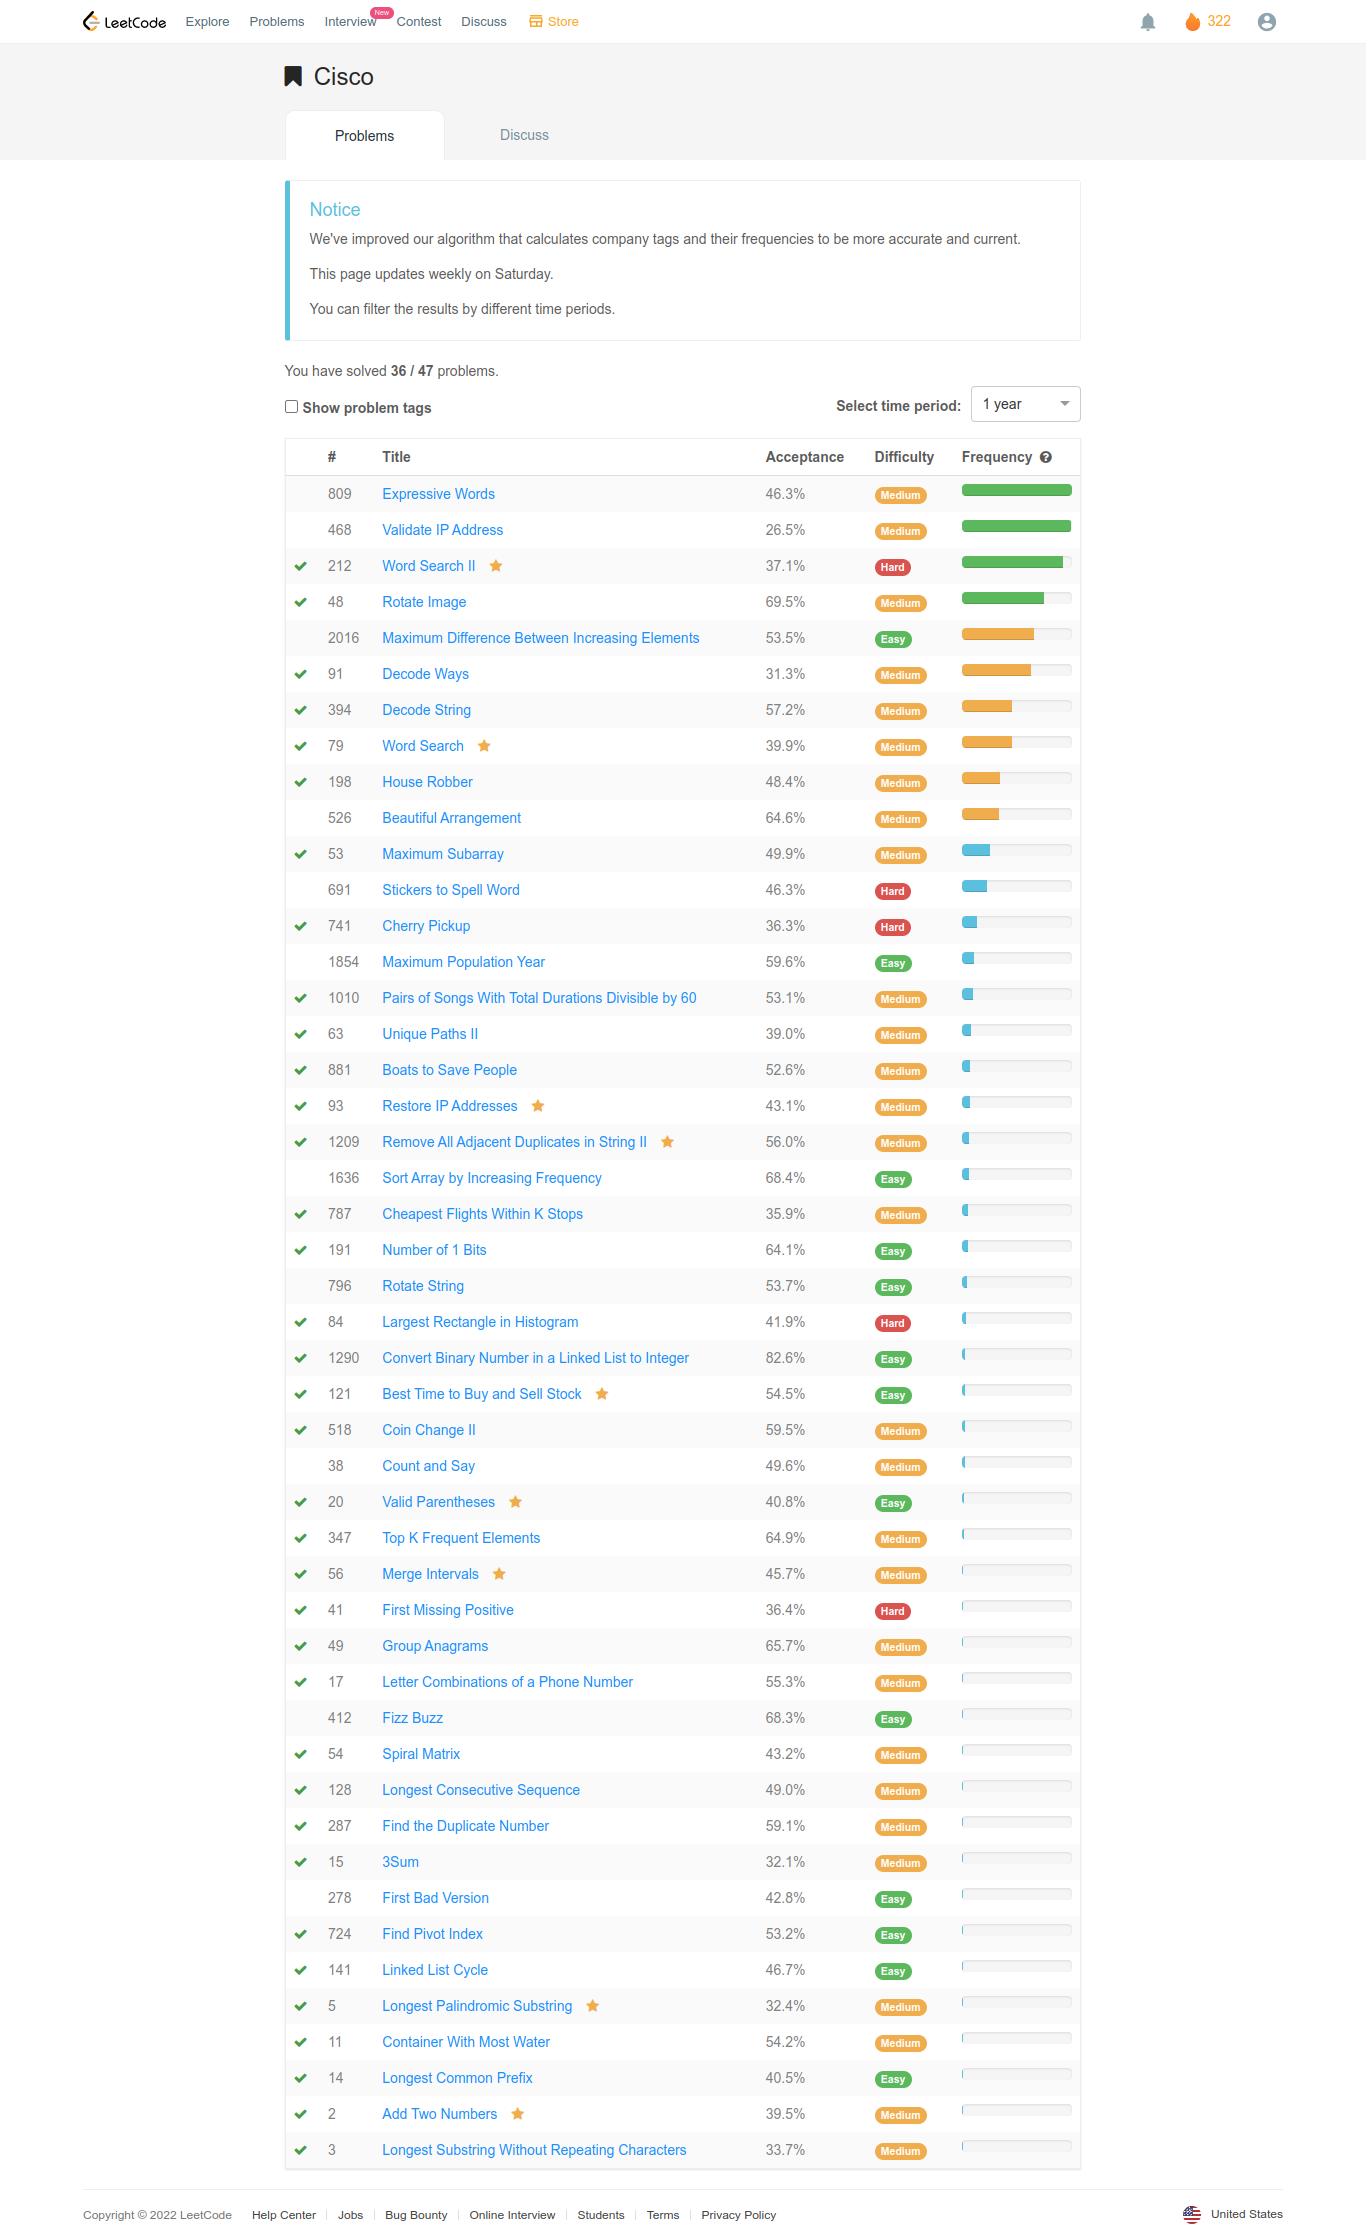 LeetCode Explore Problems Interview New Contest Discuss Store 322
Cisco
Problems Discuss
Notice
We've improved our algorithm that calculates company tags and their frequencies to be more accurate and current.
This page updates weekly on Saturday.
You can filter the results by different time periods.
You have solved 36 / 47 problems.
Show problem tags Select time period: 1 year
# Title Acceptance Difficulty Frequency ?
809 Expressive Words 46.3% Medium
468 Validate IP Address 26.5% Medium
212 Word Search II 37.1% Hard
48 Rotate Image 69.5% Medium
2016 Maximum Difference Between Increasing Elements 53.5% Easy
91 Decode Ways 31.3% Medium
394 Decode String 57.2% Medium
79 Word Search 39.9% Medium
198 House Robber 48.4% Medium
526 Beautiful Arrangement 64.6% Medium
53 Maximum Subarray 49.9% Medium
691 Stickers to Spell Word 46.3% Hard
741 Cherry Pickup 36.3% Hard
1854 Maximum Population Year 59.6% Easy
1010 Pairs of Songs With Total Durations Divisible by 60 53.1% Medium
63 Unique Paths II 39.0% Medium
881 Boats to Save People 52.6% Medium
93 Restore IP Addresses 43.1% Medium
1209 Remove All Adjacent Duplicates in String II 56.0% Medium
1636 Sort Array by Increasing Frequency 68.4% Easy
787 Cheapest Flights Within K Stops 35.9% Medium
191 Number of 1 Bits 64.1% Easy
796 Rotate String 53.7% Easy
84 Largest Rectangle in Histogram 41.9% Hard
1290 Convert Binary Number in a Linked List to Integer 82.6% Easy
121 Best Time to Buy and Sell Stock 54.5% Easy
518 Coin Change II 59.5% Medium
38 Count and Say 49.6% Medium
20 Valid Parentheses 40.8% Easy
347 Top K Frequent Elements 64.9% Medium
56 Merge Intervals 45.7% Medium
41 First Missing Positive 36.4% Hard
49 Group Anagrams 65.7% Medium
17 Letter Combinations of a Phone Number 55.3% Medium
412 Fizz Buzz 68.3% Easy
54 Spiral Matrix 43.2% Medium
128 Longest Consecutive Sequence 49.0% Medium
287 Find the Duplicate Number 59.1% Medium
15 3Sum 32.1% Medium
278 First Bad Version 42.8% Easy
724 Find Pivot Index 53.2% Easy
141 Linked List Cycle 46.7% Easy
5 Longest Palindromic Substring 32.4% Medium
11 Container With Most Water 54.2% Medium
14 Longest Common Prefix 40.5% Easy
2 Add Two Numbers 39.5% Medium
3 Longest Substring Without Repeating Characters 33.7% Medium
Copyright © 2022 LeetCode Help Center Jobs Bug Bounty Online Interview Students Terms Privacy Policy United States